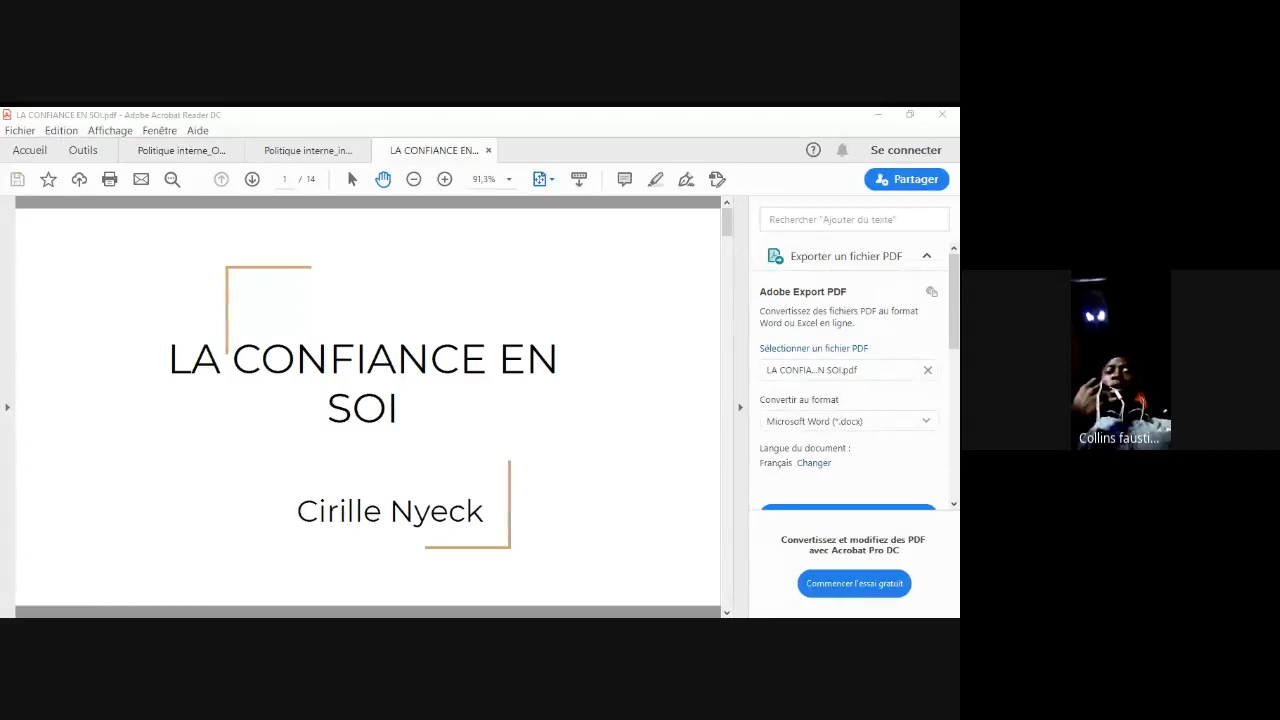 LA CONFIANCE EN SOI.pdf - Adobe Acrobat Reader DC
Fichier Edition Affichage Fenêtre Aide
Accueil Outils Politique interne_O... Politique interne_in... LA CONFIANCE EN... × Se connecter
1 / 14 91,3% Partager
LA CONFIANCE EN
SOI
Cirille Nyeck
Rechercher "Ajouter du texte"
Exporter un fichier PDF
Adobe Export PDF
Convertissez des fichiers PDF au format
Word ou Excel en ligne.
Sélectionner un fichier PDF
LA CONFIA...N SOI.pdf
Convertir au format
Microsoft Word (*.docx)
Langue du document :
Français Changer
Convertissez et modifiez des PDF
avec Acrobat Pro DC
Commencer l'essai gratuit
Collins fausti...